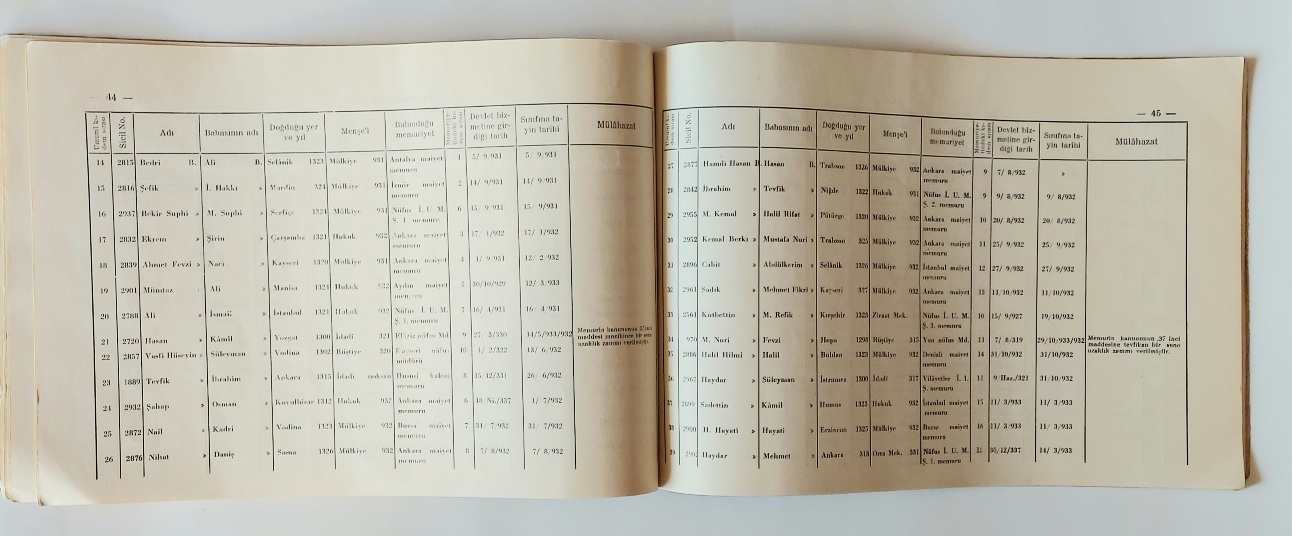 — 44 —
Sicil No. Adı Babasının adı Doğduğu yer ve yıl Menşe'i Bulunduğu memuriyet Devlet hizmetine girdiği tarih Sınıfına tayin tarihi Mülâhazat
14 2815 Bedri B. Ali B. Selânik 1323 Mülkiye 931 Antalya maiyet memuru 1 5/ 9/931 5/ 9/931
15 2816 Şefik » İ. Hakkı » Mardin 324 Mülkiye 931 İzmir maiyet memuru 2 14/ 9/931 14/ 9/931
16 2937 Bekir Suphi » M. Suphi » Serfiçe 1324 Mülkiye 931 Nüfus İ. U. M. Ş. 1. memuru 6 15/ 9/931 15/ 9/931
17 2832 Ekrem » Şirin » Çarşamba 1321 Hukuk 932 Ankara maiyet memuru 3 17/ 1/932 17/ 1/932
18 2839 Ahmet Fevzi » Naci » Kayseri 1320 Mülkiye 931 Ankara maiyet memuru 4 1/ 9/931 12/ 2/932
19 2901 Mümtaz » Ali » Manisa 1324 Hukuk Aydın maiyet memuru 5 30/10/929 12/ 3/933
20 2788 Ali » İsmail » İstanbul 1321 Hukuk 932 Nüfus İ. U. M. Ş. 1. memuru 7 16/ 4/931 16/ 4/931
21 2720 Hasan » Kâmil » Yozgat 1300 İdadi 321 Elâziz nüfus Md. 9 27/ 3/330 14/5/933/932 Memurin kanununun 37 inci maddesi mucibince bir sene uzaklık zammı verilmiştir.
22 2857 Vasfi Hüseyin » Süleyman » Vodina 1302 Rüştiye 320 Kayseri nüfus müdürü 10 1/ 2/322 13/ 6/932
23 1889 Tevfik » İbrahim » Ankara 1315 İdadi noksan Hususî kalem memuru 8 15/12/331 26/ 6/932
24 2932 Şahap » Osman » Koyulhisar 1312 Hukuk 932 Ankara maiyet memuru 6 18/Ni./337 1/ 7/932
25 2872 Nail » Kadri » Vodina 1323 Mülkiye 932 Bursa maiyet memuru 7 31/ 7/932 31/ 7/932
26 2876 Nihat » Daniş » Soma 1326 Mülkiye 932 Ankara maiyet memuru 8 7/ 8/932 7/ 8/932
— 45 —
Sicil No. Adı Babasının adı Doğduğu yer ve yıl Menşe'i Bulunduğu memuriyet Devlet hizmetine girdiği tarih Sınıfına tayin tarihi Mülâhazat
27 2877 Hamdi Hasan B. Hasan B. Trabzon 1326 Mülkiye 932 Ankara maiyet memuru 9 7/ 8/932 »
28 2842 İbrahim » Tevfik » Niğde 1322 Hukuk 931 Nüfus İ. U. M. Ş. 2. memuru 9 9/ 8/932 9/ 8/932
29 2955 M. Kemal » Halil Rifat » Pütürge 1320 Mülkiye 932 Ankara maiyet memuru 10 20/ 8/932 20/ 8/932
30 2952 Kemal Berki » Mustafa Nuri » Trabzon 325 Mülkiye 932 Ankara maiyet memuru 11 25/ 9/932 25/ 9/932
31 2896 Cahit » Abdülkerim » Selânik 1326 Mülkiye 932 İstanbul maiyet memuru 12 27/ 9/932 27/ 9/932
32 2961 Sadık » Mehmet Fikri » Kayseri 327 Mülkiye 932 Ankara maiyet memuru 13 11/10/932 11/10/932
33 2561 Kutbettin » M. Refik » Kırşehir 1323 Ziraat Mek. Nüfus İ. U. M. Ş. 3. memuru 10 15/ 9/927 19/10/932
34 970 M. Nuri » Fevzi » Hopa 1298 Rüştiye 315 Van nüfus Md. 11 7/ 8/319 29/10/933/932 Memurin kanununun 37 inci maddesine tevfikan bir sene uzaklık zammı verilmiştir.
35 2886 Halil Hilmi » Halil » Buldan 1323 Mülkiye 932 Denizli maiyet memuru 14 31/10/932 31/10/932
36 2967 Haydar » Süleyman » İstrumca 1300 İdadi 317 Vilâyetler İ. 1. Ş. memuru 11 9/Haz./321 31/10/932
37 2899 Sadettin » Kâmil » Humus 1323 Hukuk 932 İstanbul maiyet memuru 15 11/ 3/933 11/ 3/933
38 2900 H. Hayati » Hayati » Erzincan 1325 Mülkiye 932 Bursa maiyet memuru 16 11/ 3/933 11/ 3/933
39 Haydar » Mehmet » Ankara 318 Orta Mek. Nüfus İ. U. M. Ş. 1. memuru 12 30/12/337 14/ 3/933